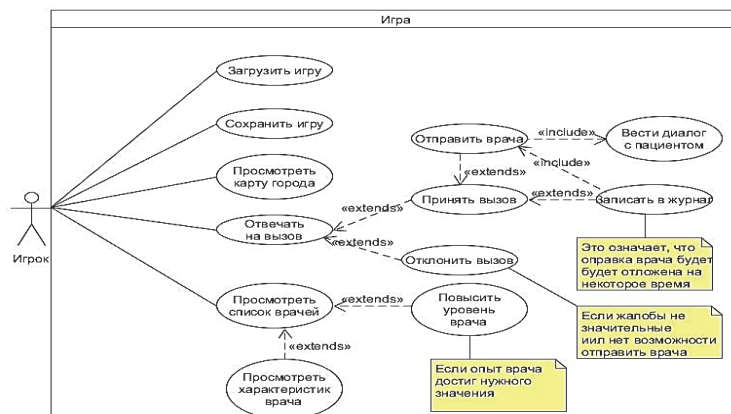 Игра
Загрузить игру
Сохранить игру
Просмотреть
карту города
Отвечать
на вызов
Просмотреть
список врачей
Просмотреть
характеристик
врача
Игрок
Отправить врача
«include»
Вести диалог
с пациентом
«extends»
«include»
«extends»
Принять вызов
«extends»
Записать в журнал
«extends»
Отклонить вызов
Это означает, что
оправка врача будет
будет отложена на
некоторое время
«extends»
Повысить
уровень
врача
Если жалобы не
значительные
иил нет возможности
отправить врача
«extends»
Если опыт врача
достиг нужного
значения